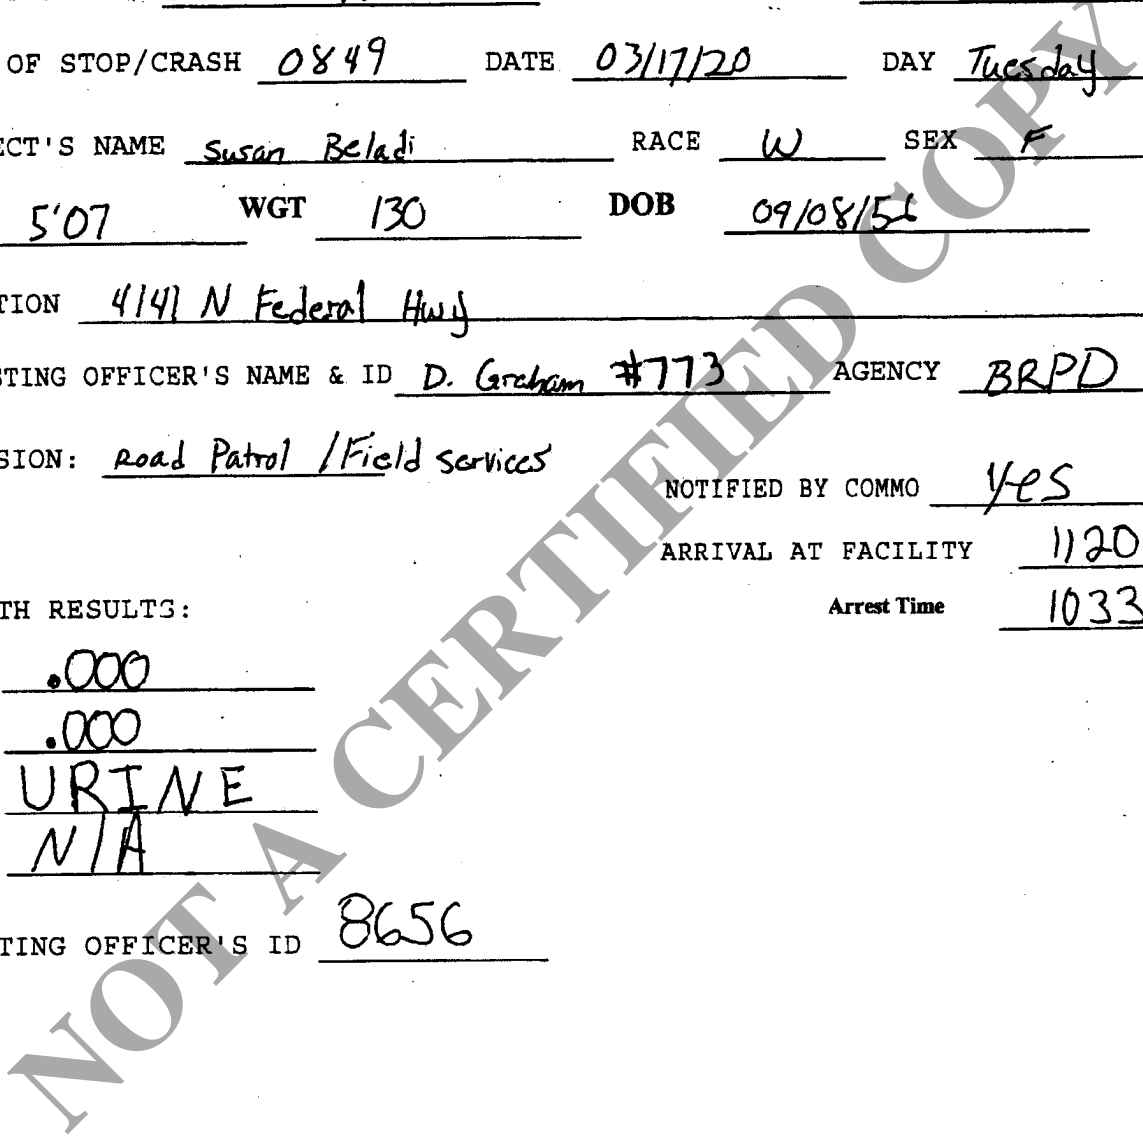 OF STOP/CRASH 0849 DATE 03/17/20 DAY Tuesday
ECT'S NAME Susan Beladi RACE W SEX F
5'07 WGT 130 DOB 09/08/56
TION 4141 N Federal Hwy
STING OFFICER'S NAME & ID D. Graham #773 AGENCY BRPD
SION: Road Patrol / Field services
NOTIFIED BY COMMO Yes
ARRIVAL AT FACILITY 1120
TH RESULTS: Arrest Time 1033
.000
.000
URINE
N/A
TING OFFICER'S ID 8656
NOT A CERTIFIED COPY